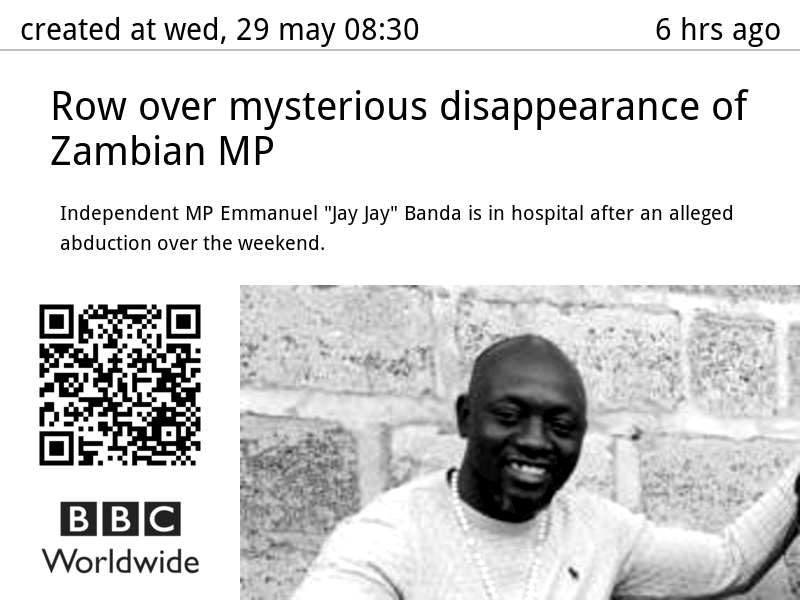 created at wed, 29 may 08:30 6 hrs ago
Row over mysterious disappearance of
Zambian MP
Independent MP Emmanuel "Jay Jay" Banda is in hospital after an alleged
abduction over the weekend.
BBC
Worldwide